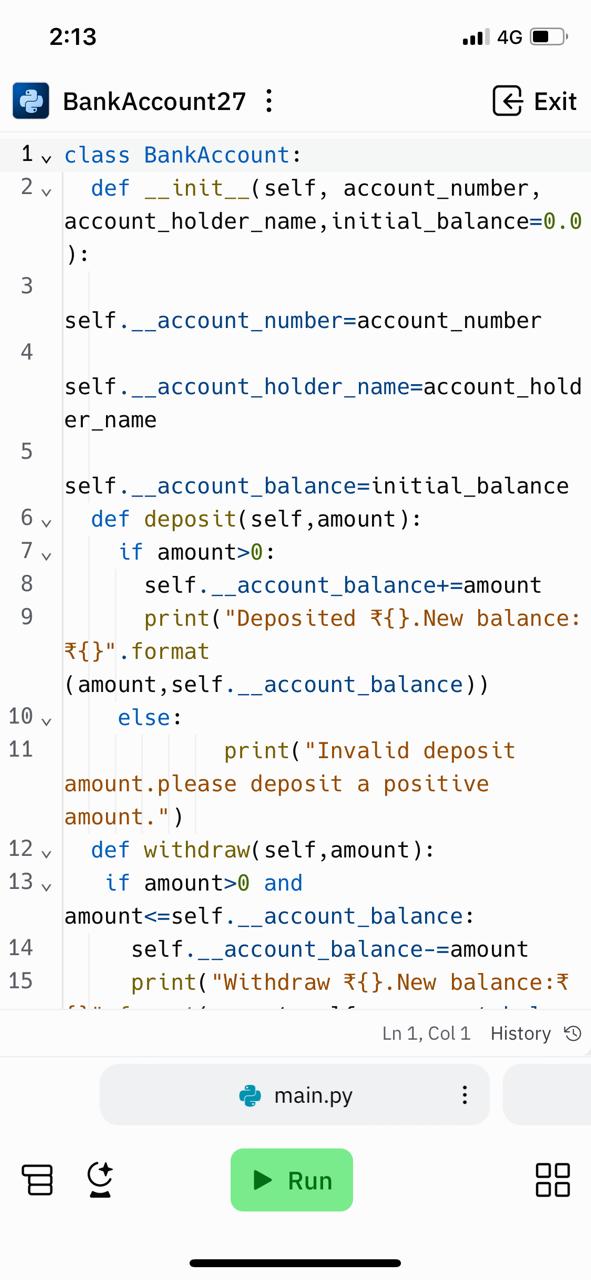 2:13
4G
BankAccount27
Exit
1 class BankAccount:
2 def __init__(self, account_number,
account_holder_name,initial_balance=0.0
):
3
self.__account_number=account_number
4
self.__account_holder_name=account_hold
er_name
5
self.__account_balance=initial_balance
6 def deposit(self,amount):
7 if amount>0:
8 self.__account_balance+=amount
9 print("Deposited ₹{}.New balance:
₹{}".format
(amount,self.__account_balance))
10 else:
11 print("Invalid deposit
amount.please deposit a positive
amount.")
12 def withdraw(self,amount):
13 if amount>0 and
amount<=self.__account_balance:
14 self.__account_balance-=amount
15 print("Withdraw ₹{}.New balance:₹
Ln 1, Col 1 History
main.py
Run